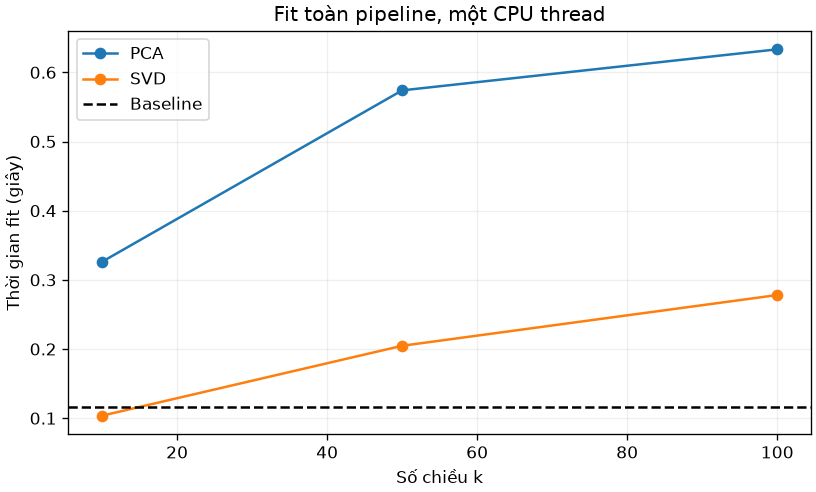 Fit toàn pipeline, một CPU thread
PCA
SVD
Baseline
Thời gian fit (giây)
0.6
0.5
0.4
0.3
0.2
0.1
20
40
60
80
100
Số chiều k